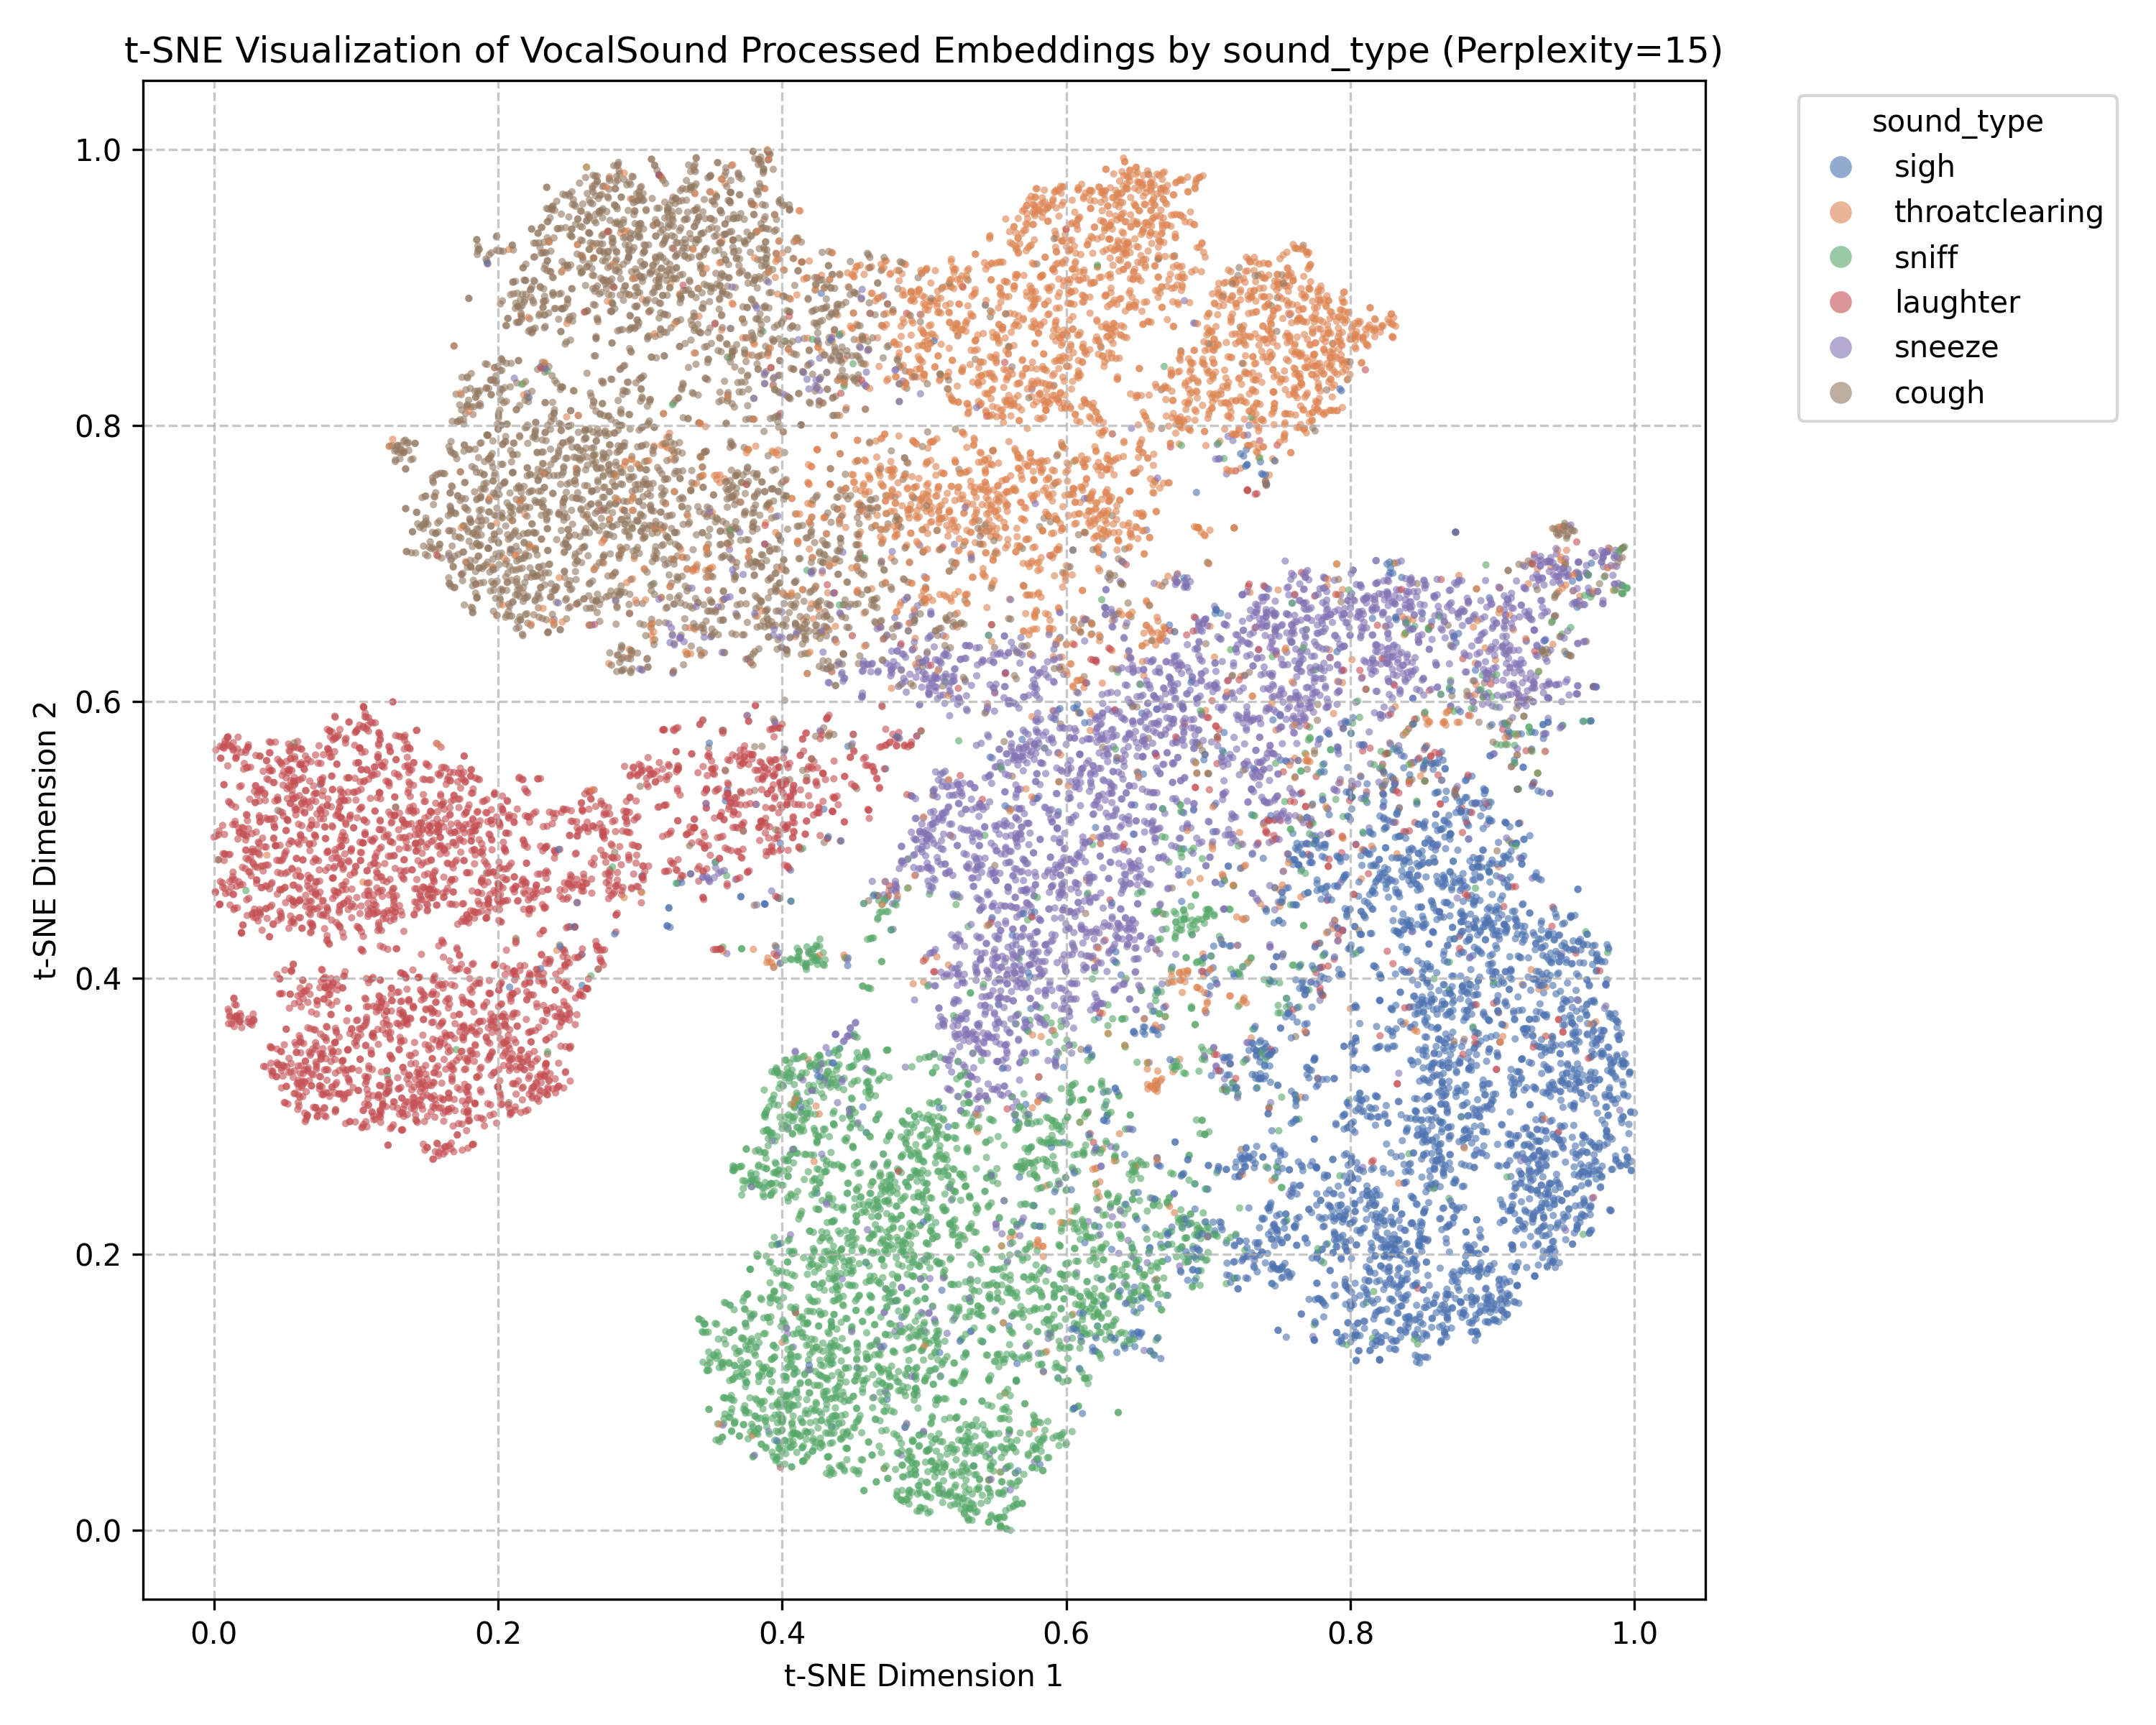 t-SNE Visualization of VocalSound Processed Embeddings by sound_type (Perplexity=15)
sound_type
sigh
throatclearing
sniff
laughter
sneeze
cough
t-SNE Dimension 2
1.0
0.8
0.6
0.4
0.2
0.0
0.0 0.2 0.4 0.6 0.8 1.0
t-SNE Dimension 1